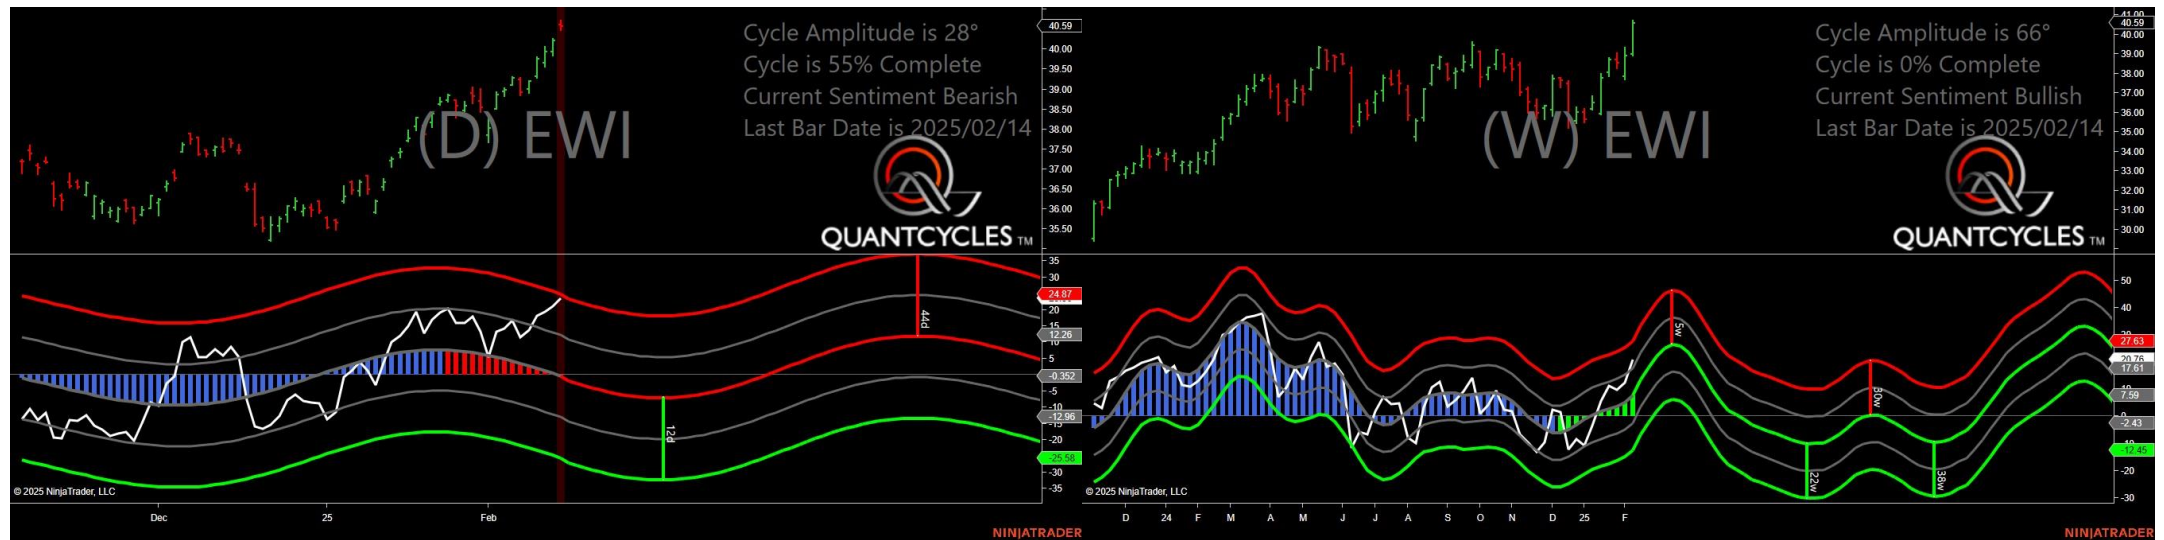 Cycle Amplitude is 28°
Cycle is 55% Complete
Current Sentiment Bearish
Last Bar Date is 2025/02/14
(D) EWI
QUANTCYCLES TM
40.59
40.00
39.50
39.00
38.50
38.00
37.50
37.00
36.50
36.00
35.50
35
30
24.87
20
15
12.26
10
5
-0.352
-5
-10
-12.96
-15
-20
-25.58
-30
-35
44d
12d
© 2025 NinjaTrader, LLC
Dec
25
Feb
NINJATRADER
Cycle Amplitude is 66°
Cycle is 0% Complete
Current Sentiment Bullish
Last Bar Date is 2025/02/14
(W) EWI
QUANTCYCLES TM
41.00
40.59
40.00
39.00
38.00
37.00
36.00
35.00
34.00
33.00
32.00
31.00
30.00
50
40
27.63
20.76
17.61
7.59
0
-2.43
-12.45
-20
-30
5w
22w
30w
38w
© 2025 NinjaTrader, LLC
D 24 F M A M J J A S O N D 25 F
NINJATRADER